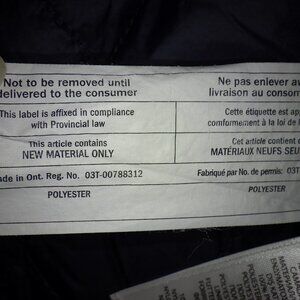 Not to be removed until
delivered to the consumer
This label is affixed in compliance
with Provincial law
This article contains
NEW MATERIAL ONLY
ade in Ont. Reg. No. 03T-00788312
POLYESTER
Ne pas enlever av
livraison au consom
Cette étiquette est app
conformement à la loi de l
Cet article contient
MATÉRIAUX NEUFS SEU
Fabriqué par No. de permis: 03T
POLYESTER